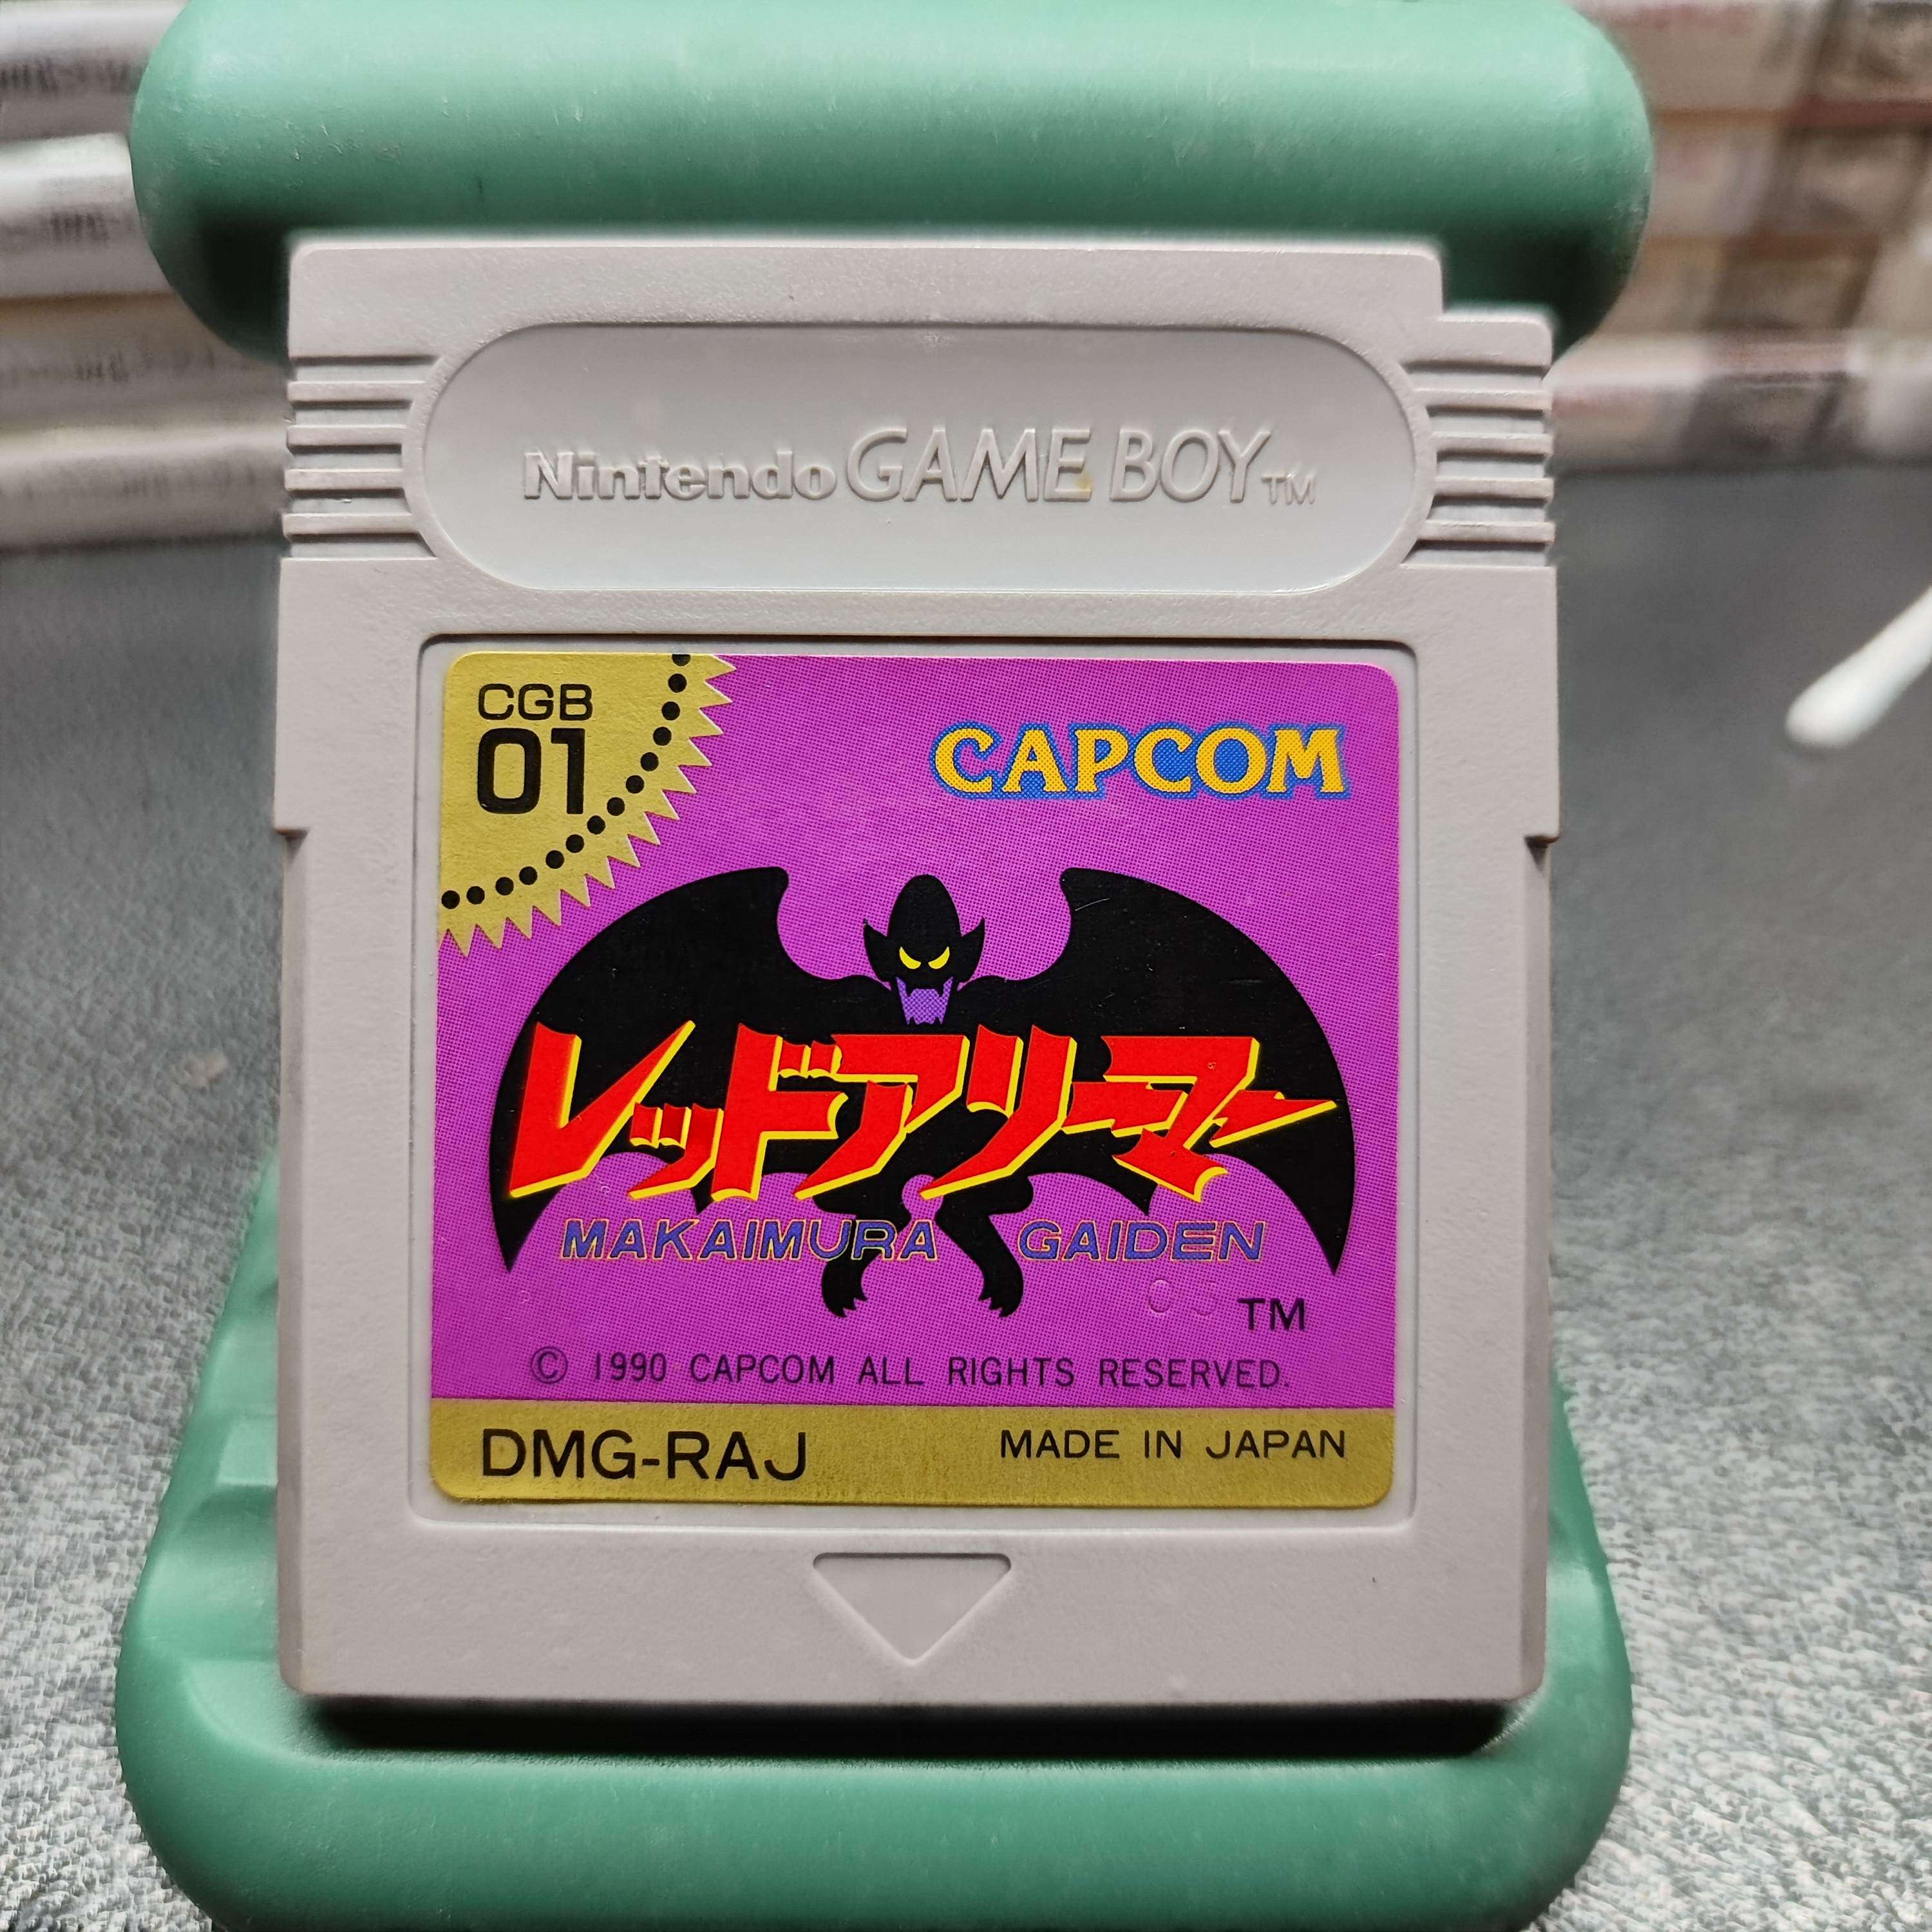 Nintendo GAME BOY TM
CGB
01
CAPCOM
レッドアリーマー
MAKAIMURA GAIDEN
TM
© 1990 CAPCOM ALL RIGHTS RESERVED.
DMG-RAJ
MADE IN JAPAN